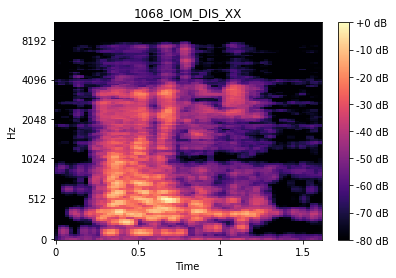 1068_IOM_DIS_XX
+0 dB
8192
-10 dB
4096
-20 dB
-30 dB
2048
Hz
-40 dB
1024
-50 dB
512
-60 dB
-70 dB
0
-80 dB
0
0.5
1
1.5
Time